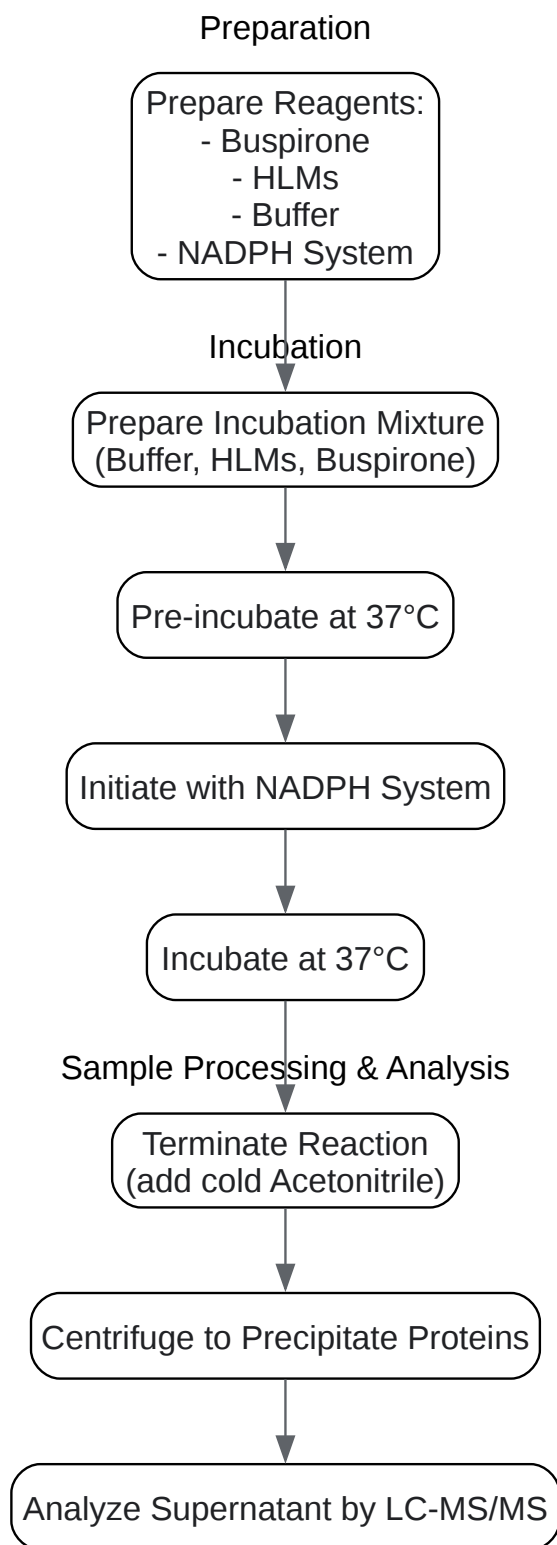 Preparation
Prepare Reagents:
- Buspirone
- HLMs
- Buffer
- NADPH System
Incubation
Prepare Incubation Mixture
(Buffer, HLMs, Buspirone)
Pre-incubate at 37°C
Initiate with NADPH System
Incubate at 37°C
Sample Processing & Analysis
Terminate Reaction
(add cold Acetonitrile)
Centrifuge to Precipitate Proteins
Analyze Supernatant by LC-MS/MS